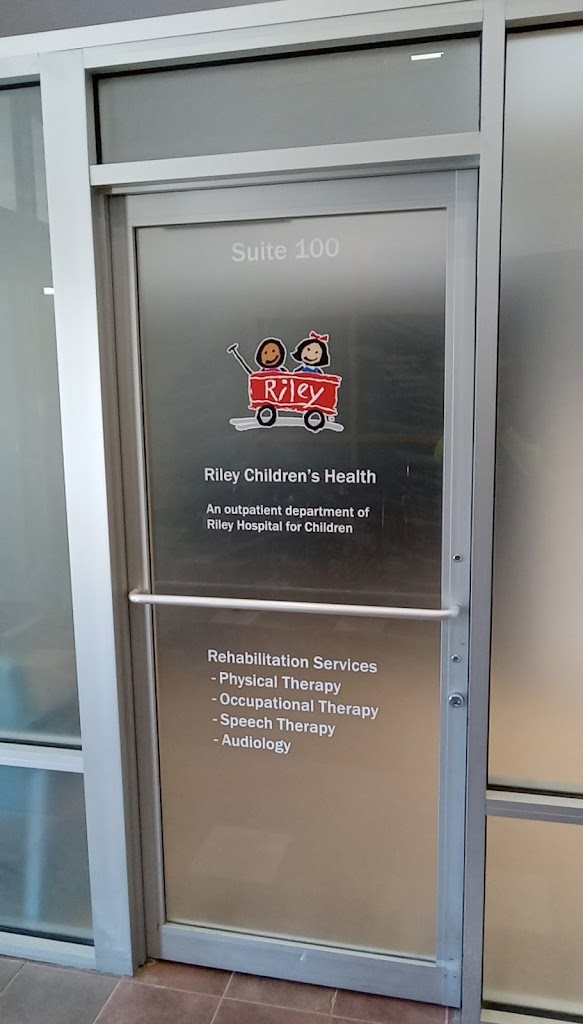 Suite 100
Riley
Riley Children's Health
An outpatient department of
Riley Hospital for Children
Rehabilitation Services
- Physical Therapy
- Occupational Therapy
- Speech Therapy
- Audiology